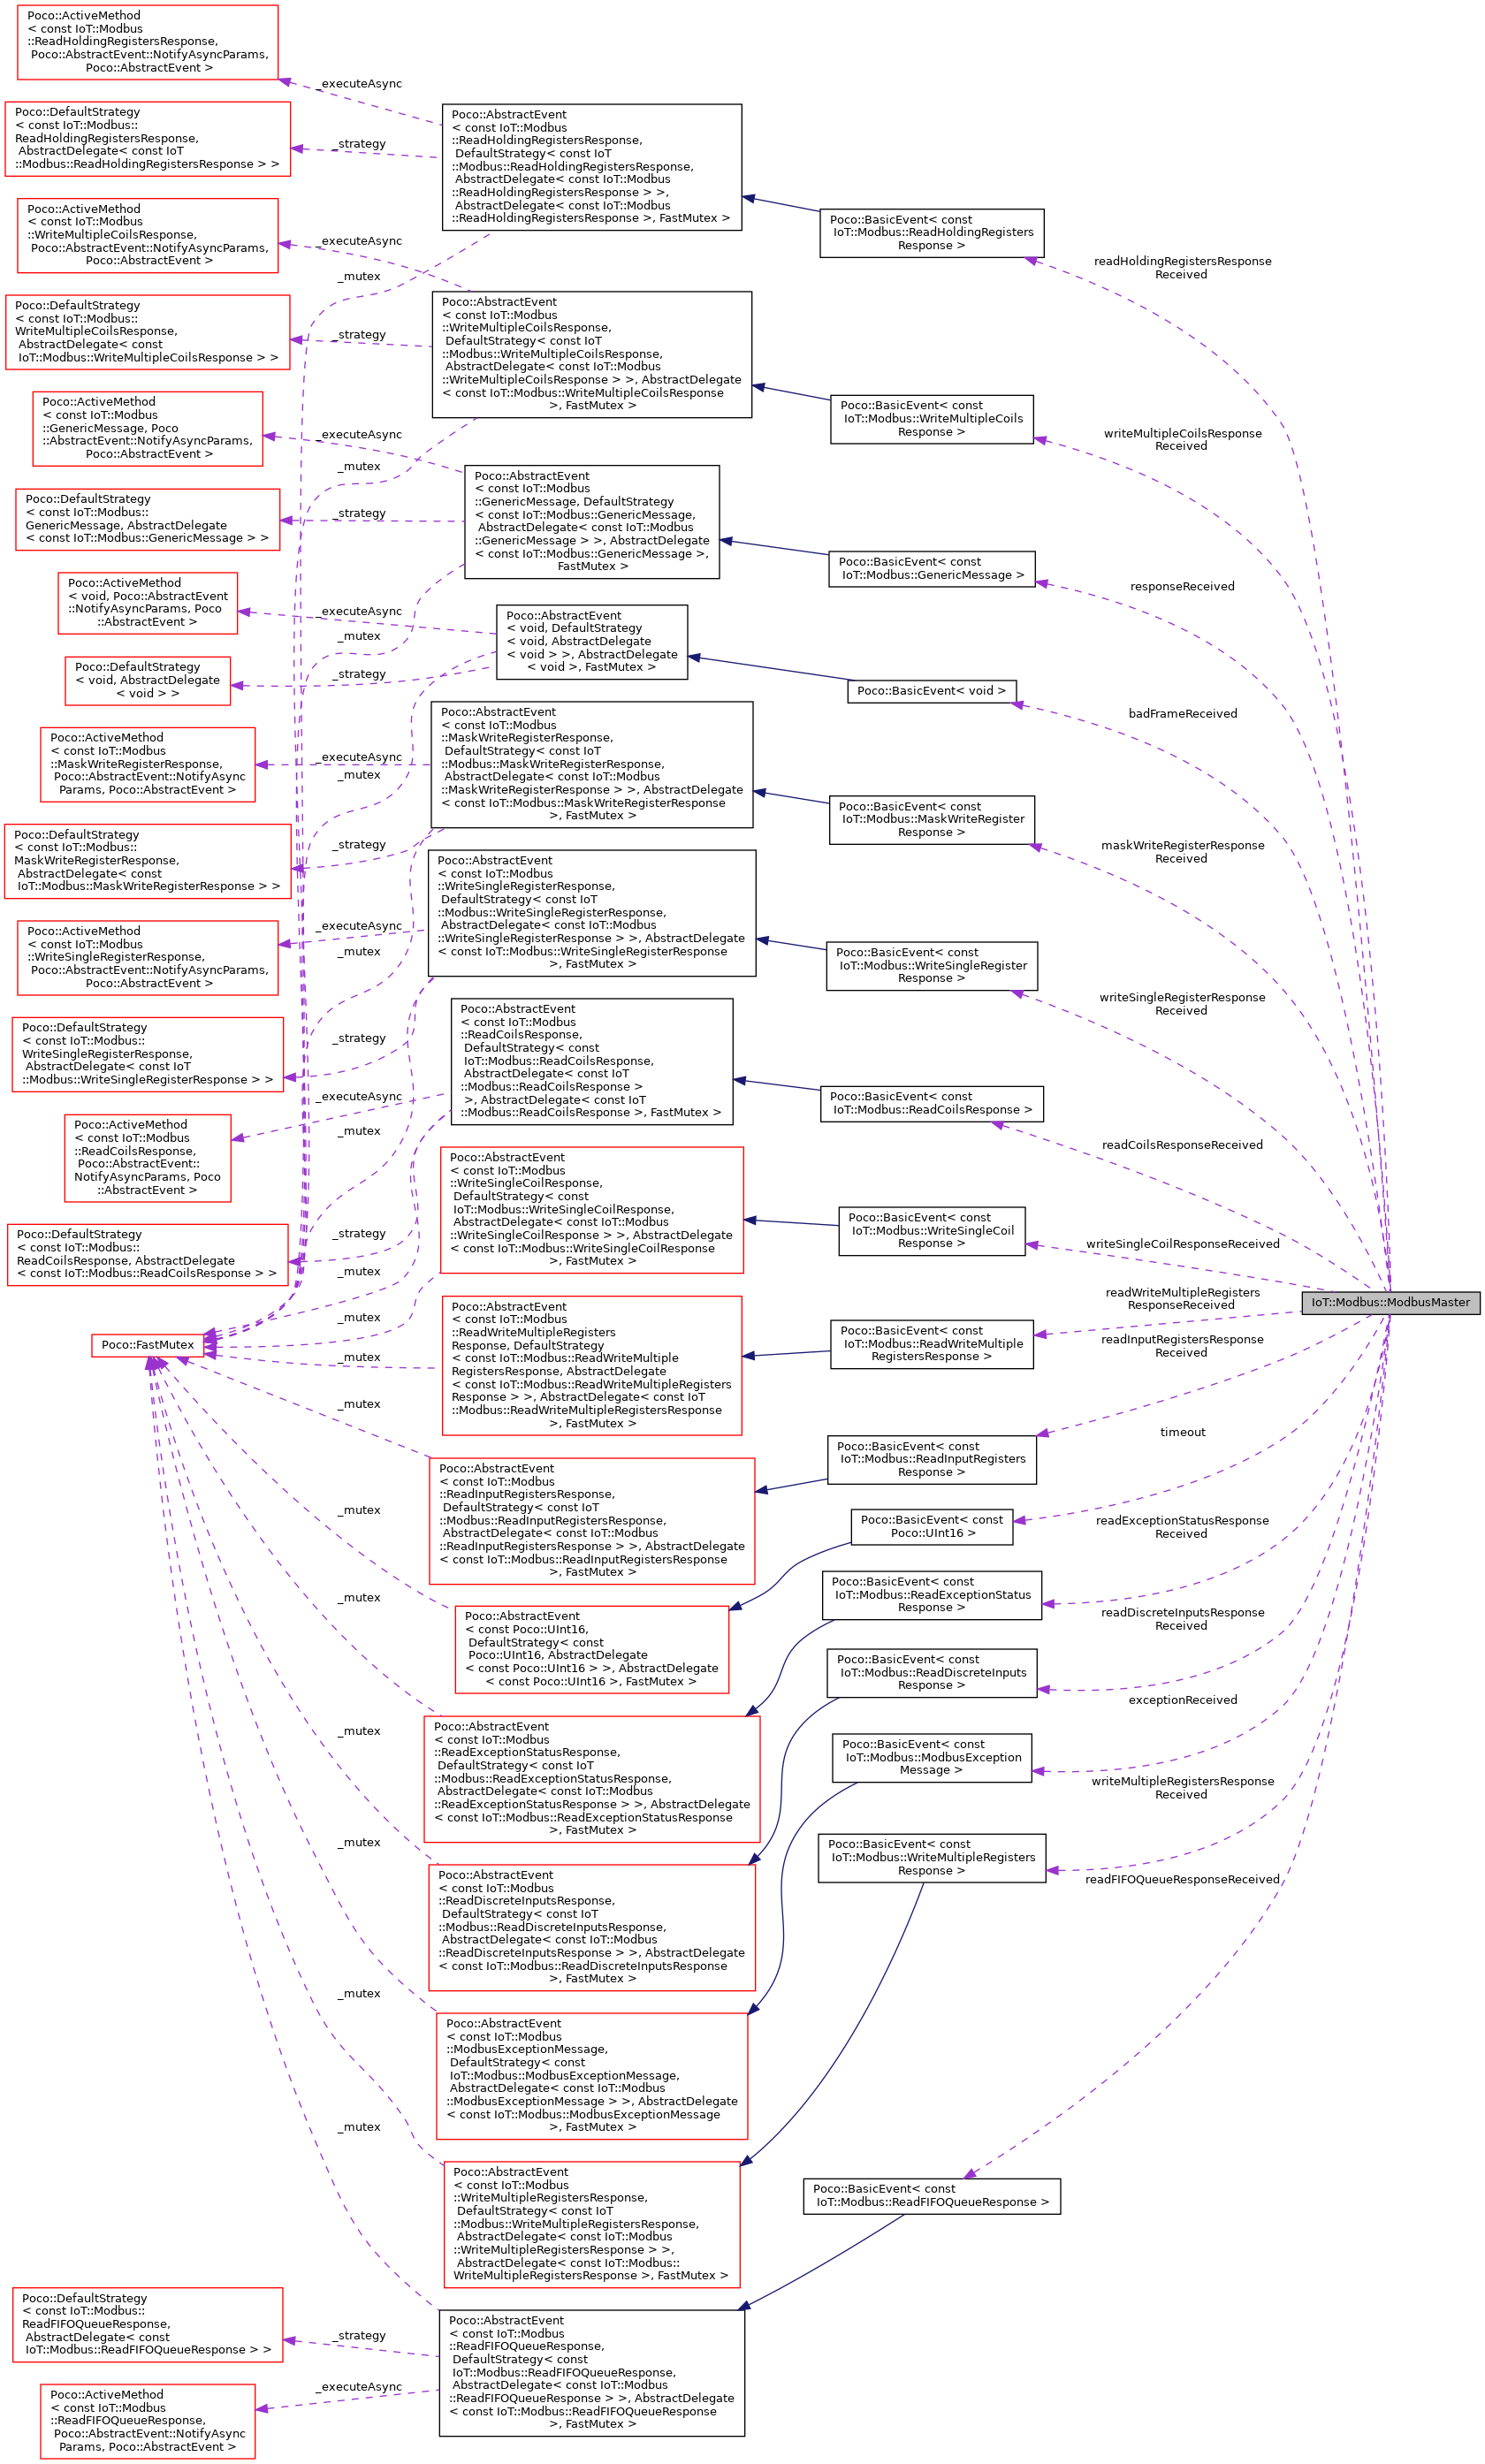 Poco::ActiveMethod
< const IoT::Modbus
::ReadHoldingRegistersResponse,
Poco::AbstractEvent::NotifyAsyncParams,
Poco::AbstractEvent >
Poco::DefaultStrategy
< const IoT::Modbus::
ReadHoldingRegistersResponse,
AbstractDelegate< const IoT
::Modbus::ReadHoldingRegistersResponse > >
Poco::ActiveMethod
< const IoT::Modbus
::WriteMultipleCoilsResponse,
Poco::AbstractEvent::NotifyAsyncParams,
Poco::AbstractEvent >
Poco::DefaultStrategy
< const IoT::Modbus::
WriteMultipleCoilsResponse,
AbstractDelegate< const
IoT::Modbus::WriteMultipleCoilsResponse > >
Poco::ActiveMethod
< const IoT::Modbus
::GenericMessage, Poco
::AbstractEvent::NotifyAsyncParams,
Poco::AbstractEvent >
Poco::DefaultStrategy
< const IoT::Modbus::
GenericMessage, AbstractDelegate
< const IoT::Modbus::GenericMessage > >
Poco::ActiveMethod
< void, Poco::AbstractEvent
::NotifyAsyncParams, Poco
::AbstractEvent >
Poco::DefaultStrategy
< void, AbstractDelegate
< void > >
Poco::ActiveMethod
< const IoT::Modbus
::MaskWriteRegisterResponse,
Poco::AbstractEvent::NotifyAsync
Params, Poco::AbstractEvent >
Poco::DefaultStrategy
< const IoT::Modbus::
MaskWriteRegisterResponse,
AbstractDelegate< const
IoT::Modbus::MaskWriteRegisterResponse > >
Poco::ActiveMethod
< const IoT::Modbus
::WriteSingleRegisterResponse,
Poco::AbstractEvent::NotifyAsyncParams,
Poco::AbstractEvent >
Poco::DefaultStrategy
< const IoT::Modbus::
WriteSingleRegisterResponse,
AbstractDelegate< const IoT
::Modbus::WriteSingleRegisterResponse > >
Poco::ActiveMethod
< const IoT::Modbus
::ReadCoilsResponse,
Poco::AbstractEvent::
NotifyAsyncParams, Poco
::AbstractEvent >
Poco::DefaultStrategy
< const IoT::Modbus::
ReadCoilsResponse, AbstractDelegate
< const IoT::Modbus::ReadCoilsResponse > >
Poco::FastMutex
Poco::DefaultStrategy
< const IoT::Modbus::
ReadFIFOQueueResponse,
AbstractDelegate< const
IoT::Modbus::ReadFIFOQueueResponse > >
Poco::ActiveMethod
< const IoT::Modbus
::ReadFIFOQueueResponse,
Poco::AbstractEvent::NotifyAsync
Params, Poco::AbstractEvent >
_executeAsync
_strategy
_executeAsync
_mutex
_strategy
_executeAsync
_mutex
_strategy
_executeAsync
_mutex
_strategy
_executeAsync
_mutex
_strategy
_executeAsync
_mutex
_strategy
_executeAsync
_mutex
_strategy
_mutex
_mutex
_mutex
_mutex
_mutex
_mutex
_mutex
_mutex
_mutex
_mutex
_strategy
_executeAsync
Poco::AbstractEvent
< const IoT::Modbus
::ReadHoldingRegistersResponse,
DefaultStrategy< const IoT
::Modbus::ReadHoldingRegistersResponse,
AbstractDelegate< const IoT::Modbus
::ReadHoldingRegistersResponse > >,
AbstractDelegate< const IoT::Modbus
::ReadHoldingRegistersResponse >, FastMutex >
Poco::AbstractEvent
< const IoT::Modbus
::WriteMultipleCoilsResponse,
DefaultStrategy< const IoT
::Modbus::WriteMultipleCoilsResponse,
AbstractDelegate< const IoT::Modbus
::WriteMultipleCoilsResponse > >, AbstractDelegate
< const IoT::Modbus::WriteMultipleCoilsResponse
>, FastMutex >
Poco::AbstractEvent
< const IoT::Modbus
::GenericMessage, DefaultStrategy
< const IoT::Modbus::GenericMessage,
AbstractDelegate< const IoT::Modbus
::GenericMessage > >, AbstractDelegate
< const IoT::Modbus::GenericMessage >,
FastMutex >
Poco::AbstractEvent
< void, DefaultStrategy
< void, AbstractDelegate
< void > >, AbstractDelegate
< void >, FastMutex >
Poco::AbstractEvent
< const IoT::Modbus
::MaskWriteRegisterResponse,
DefaultStrategy< const IoT
::Modbus::MaskWriteRegisterResponse,
AbstractDelegate< const IoT::Modbus
::MaskWriteRegisterResponse > >, AbstractDelegate
< const IoT::Modbus::MaskWriteRegisterResponse
>, FastMutex >
Poco::AbstractEvent
< const IoT::Modbus
::WriteSingleRegisterResponse,
DefaultStrategy< const IoT
::Modbus::WriteSingleRegisterResponse,
AbstractDelegate< const IoT::Modbus
::WriteSingleRegisterResponse > >, AbstractDelegate
< const IoT::Modbus::WriteSingleRegisterResponse
>, FastMutex >
Poco::AbstractEvent
< const IoT::Modbus
::ReadCoilsResponse,
DefaultStrategy< const
IoT::Modbus::ReadCoilsResponse,
AbstractDelegate< const IoT
::Modbus::ReadCoilsResponse >
>, AbstractDelegate< const IoT
::Modbus::ReadCoilsResponse >, FastMutex >
Poco::AbstractEvent
< const IoT::Modbus
::WriteSingleCoilResponse,
DefaultStrategy< const
IoT::Modbus::WriteSingleCoilResponse,
AbstractDelegate< const IoT::Modbus
::WriteSingleCoilResponse > >, AbstractDelegate
< const IoT::Modbus::WriteSingleCoilResponse
>, FastMutex >
Poco::AbstractEvent
< const IoT::Modbus
::ReadWriteMultipleRegisters
Response, DefaultStrategy
< const IoT::Modbus::ReadWriteMultiple
RegistersResponse, AbstractDelegate
< const IoT::Modbus::ReadWriteMultipleRegisters
Response > >, AbstractDelegate< const IoT
::Modbus::ReadWriteMultipleRegistersResponse
>, FastMutex >
Poco::AbstractEvent
< const IoT::Modbus
::ReadInputRegistersResponse,
DefaultStrategy< const IoT
::Modbus::ReadInputRegistersResponse,
AbstractDelegate< const IoT::Modbus
::ReadInputRegistersResponse > >, AbstractDelegate
< const IoT::Modbus::ReadInputRegistersResponse
>, FastMutex >
Poco::AbstractEvent
< const Poco::UInt16,
DefaultStrategy< const
Poco::UInt16, AbstractDelegate
< const Poco::UInt16 > >, AbstractDelegate
< const Poco::UInt16 >, FastMutex >
Poco::AbstractEvent
< const IoT::Modbus
::ReadExceptionStatusResponse,
DefaultStrategy< const IoT
::Modbus::ReadExceptionStatusResponse,
AbstractDelegate< const IoT::Modbus
::ReadExceptionStatusResponse > >, AbstractDelegate
< const IoT::Modbus::ReadExceptionStatusResponse
>, FastMutex >
Poco::AbstractEvent
< const IoT::Modbus
::ReadDiscreteInputsResponse,
DefaultStrategy< const IoT
::Modbus::ReadDiscreteInputsResponse,
AbstractDelegate< const IoT::Modbus
::ReadDiscreteInputsResponse > >, AbstractDelegate
< const IoT::Modbus::ReadDiscreteInputsResponse
>, FastMutex >
Poco::AbstractEvent
< const IoT::Modbus
::ModbusExceptionMessage,
DefaultStrategy< const
IoT::Modbus::ModbusExceptionMessage,
AbstractDelegate< const IoT::Modbus
::ModbusExceptionMessage > >, AbstractDelegate
< const IoT::Modbus::ModbusExceptionMessage
>, FastMutex >
Poco::AbstractEvent
< const IoT::Modbus
::WriteMultipleRegistersResponse,
DefaultStrategy< const IoT
::Modbus::WriteMultipleRegistersResponse,
AbstractDelegate< const IoT::Modbus
::WriteMultipleRegistersResponse > >,
AbstractDelegate< const IoT::Modbus::
WriteMultipleRegistersResponse >, FastMutex >
Poco::AbstractEvent
< const IoT::Modbus
::ReadFIFOQueueResponse,
DefaultStrategy< const
IoT::Modbus::ReadFIFOQueueResponse,
AbstractDelegate< const IoT::Modbus
::ReadFIFOQueueResponse > >, AbstractDelegate
< const IoT::Modbus::ReadFIFOQueueResponse
>, FastMutex >
Poco::BasicEvent< const
IoT::Modbus::ReadHoldingRegisters
Response >
Poco::BasicEvent< const
IoT::Modbus::WriteMultipleCoils
Response >
Poco::BasicEvent< const
IoT::Modbus::GenericMessage >
Poco::BasicEvent< void >
Poco::BasicEvent< const
IoT::Modbus::MaskWriteRegister
Response >
Poco::BasicEvent< const
IoT::Modbus::WriteSingleRegister
Response >
Poco::BasicEvent< const
IoT::Modbus::ReadCoilsResponse >
Poco::BasicEvent< const
IoT::Modbus::WriteSingleCoil
Response >
Poco::BasicEvent< const
IoT::Modbus::ReadWriteMultiple
RegistersResponse >
Poco::BasicEvent< const
IoT::Modbus::ReadInputRegisters
Response >
Poco::BasicEvent< const
Poco::UInt16 >
Poco::BasicEvent< const
IoT::Modbus::ReadExceptionStatus
Response >
Poco::BasicEvent< const
IoT::Modbus::ReadDiscreteInputs
Response >
Poco::BasicEvent< const
IoT::Modbus::ModbusException
Message >
Poco::BasicEvent< const
IoT::Modbus::WriteMultipleRegisters
Response >
Poco::BasicEvent< const
IoT::Modbus::ReadFIFOQueueResponse >
readHoldingRegistersResponse
Received
writeMultipleCoilsResponse
Received
responseReceived
badFrameReceived
maskWriteRegisterResponse
Received
writeSingleRegisterResponse
Received
readCoilsResponseReceived
writeSingleCoilResponseReceived
readWriteMultipleRegisters
ResponseReceived
readInputRegistersResponse
Received
timeout
readExceptionStatusResponse
Received
readDiscreteInputsResponse
Received
exceptionReceived
writeMultipleRegistersResponse
Received
readFIFOQueueResponseReceived
IoT::Modbus::ModbusMaster